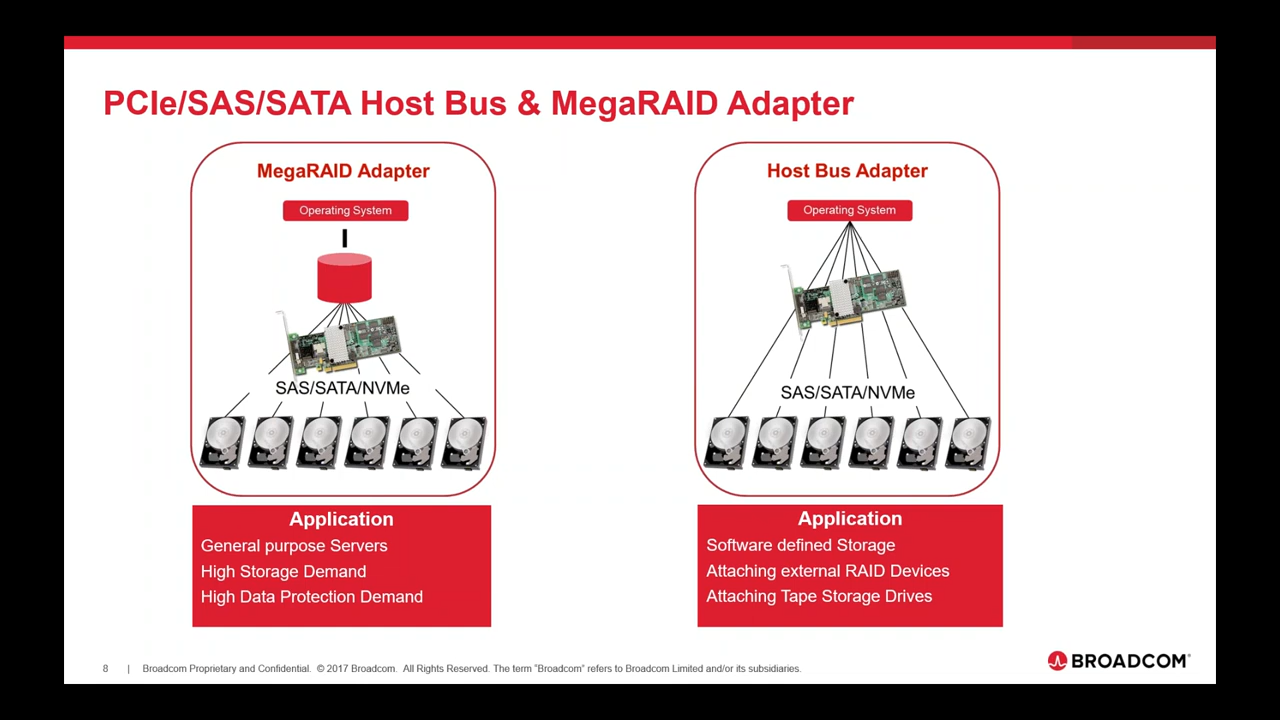 PCIe/SAS/SATA Host Bus & MegaRAID Adapter
MegaRAID Adapter
Operating System
SAS/SATA/NVMe
Application
General purpose Servers
High Storage Demand
High Data Protection Demand
Host Bus Adapter
Operating System
SAS/SATA/NVMe
Application
Software defined Storage
Attaching external RAID Devices
Attaching Tape Storage Drives
8 | Broadcom Proprietary and Confidential. © 2017 Broadcom. All Rights Reserved. The term “Broadcom” refers to Broadcom Limited and/or its subsidiaries.
BROADCOM®